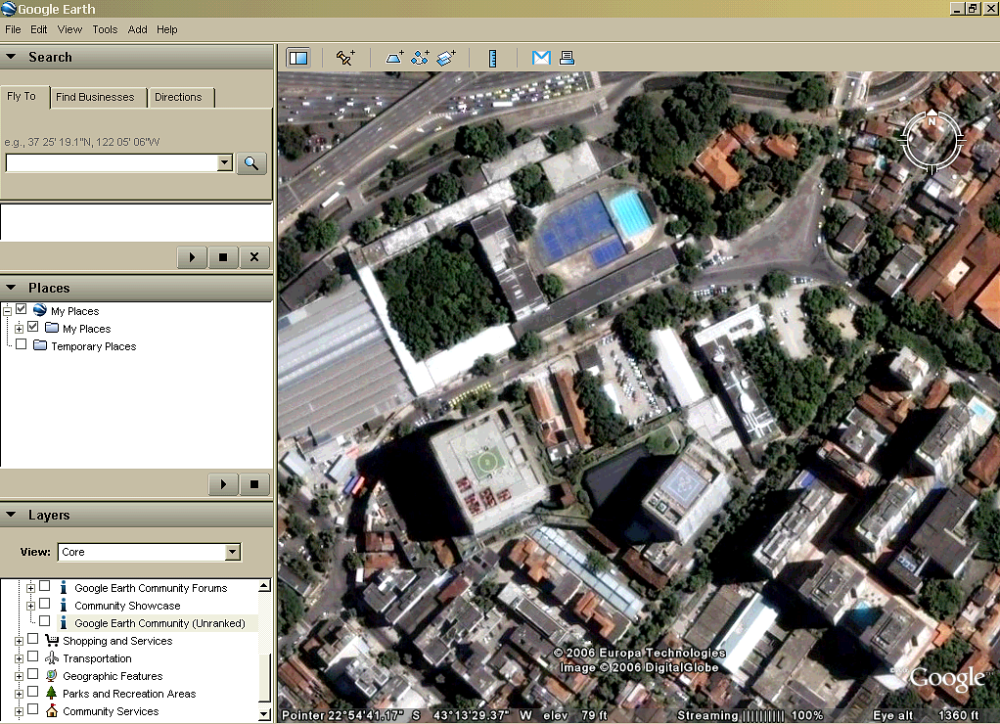 Google Earth
File Edit View Tools Add Help
Search
Fly To Find Businesses Directions
e.g., 37 25' 19.1"N, 122 05' 06"W
N
Places
My Places
My Places
Temporary Places
Layers
View: Core
Google Earth Community Forums
Community Showcase
Google Earth Community (Unranked)
Shopping and Services
Transportation
Geographic Features
Parks and Recreation Areas
Community Services
© 2006 Europa Technologies
Image © 2006 DigitalGlobe
Google
Pointer 22°54'41.17" S 43°13'29.37" W elev 79 ft Streaming |||||||||| 100% Eye alt 1360 ft